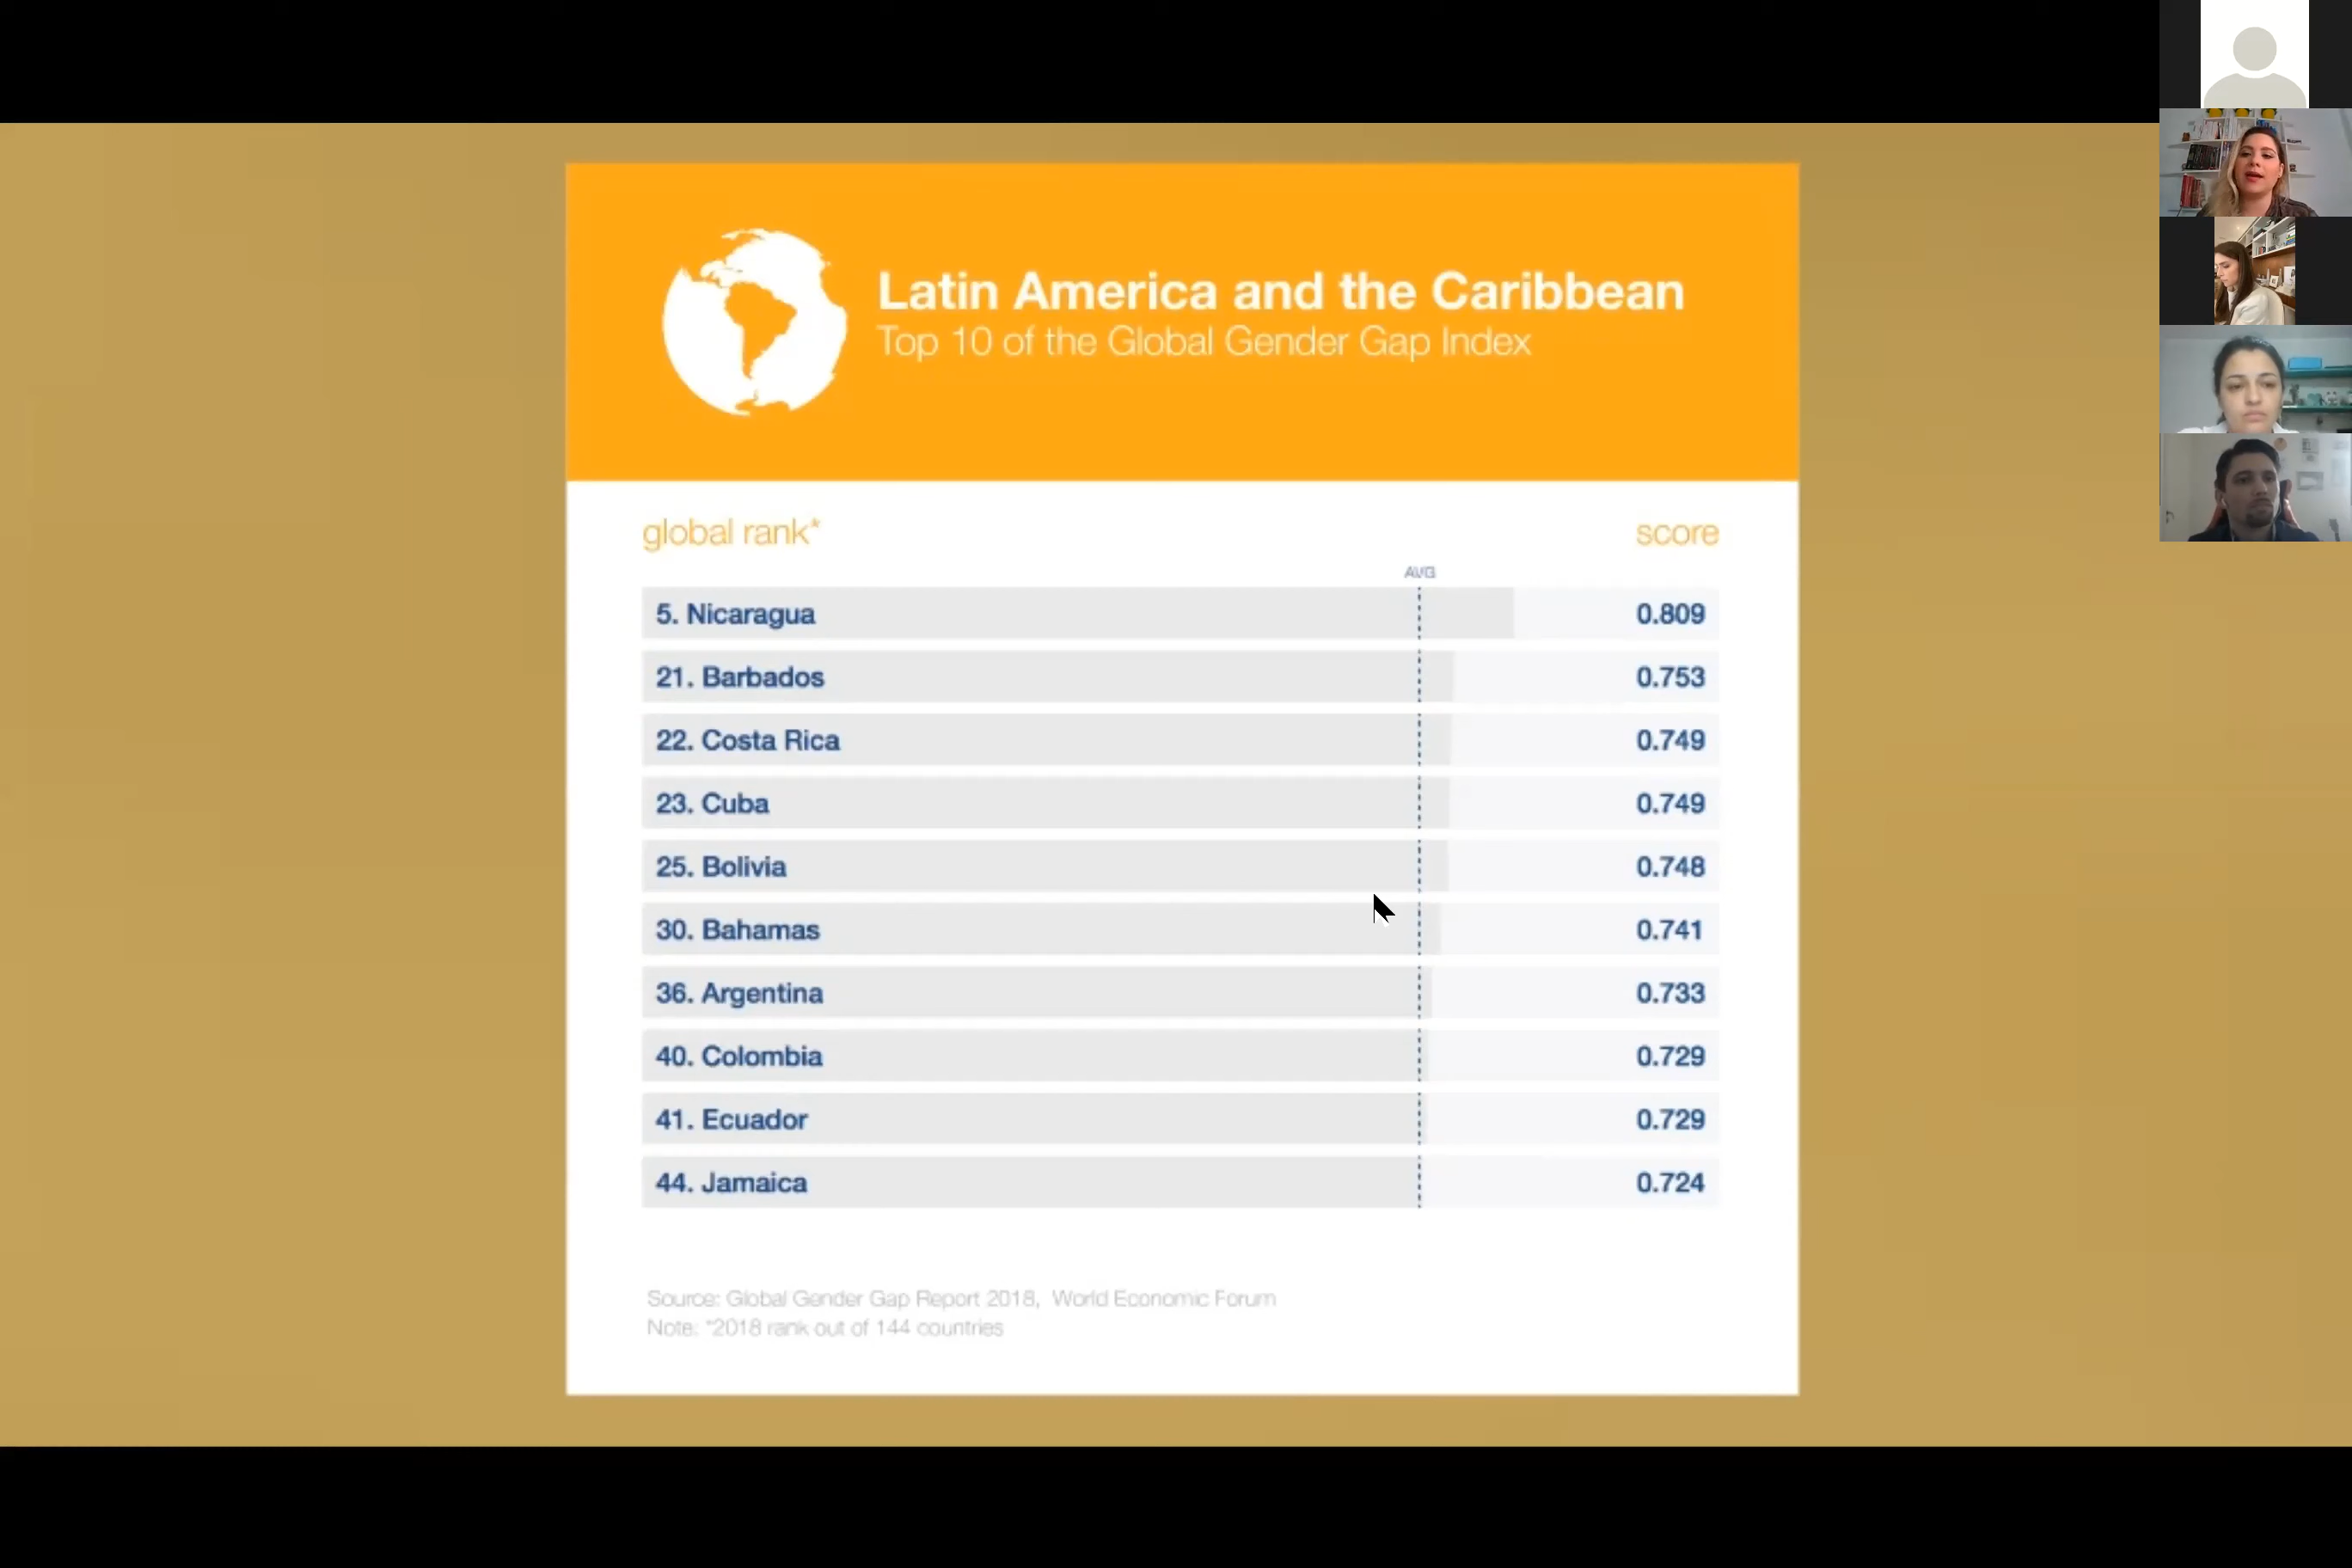 Latin America and the Caribbean
Top 10 of the Global Gender Gap Index
global rank* score
AVG
5. Nicaragua 0.809
21. Barbados 0.753
22. Costa Rica 0.749
23. Cuba 0.749
25. Bolivia 0.748
30. Bahamas 0.741
36. Argentina 0.733
40. Colombia 0.729
41. Ecuador 0.729
44. Jamaica 0.724
Source: Global Gender Gap Report 2018, World Economic Forum
Note: *2018 rank out of 144 countries